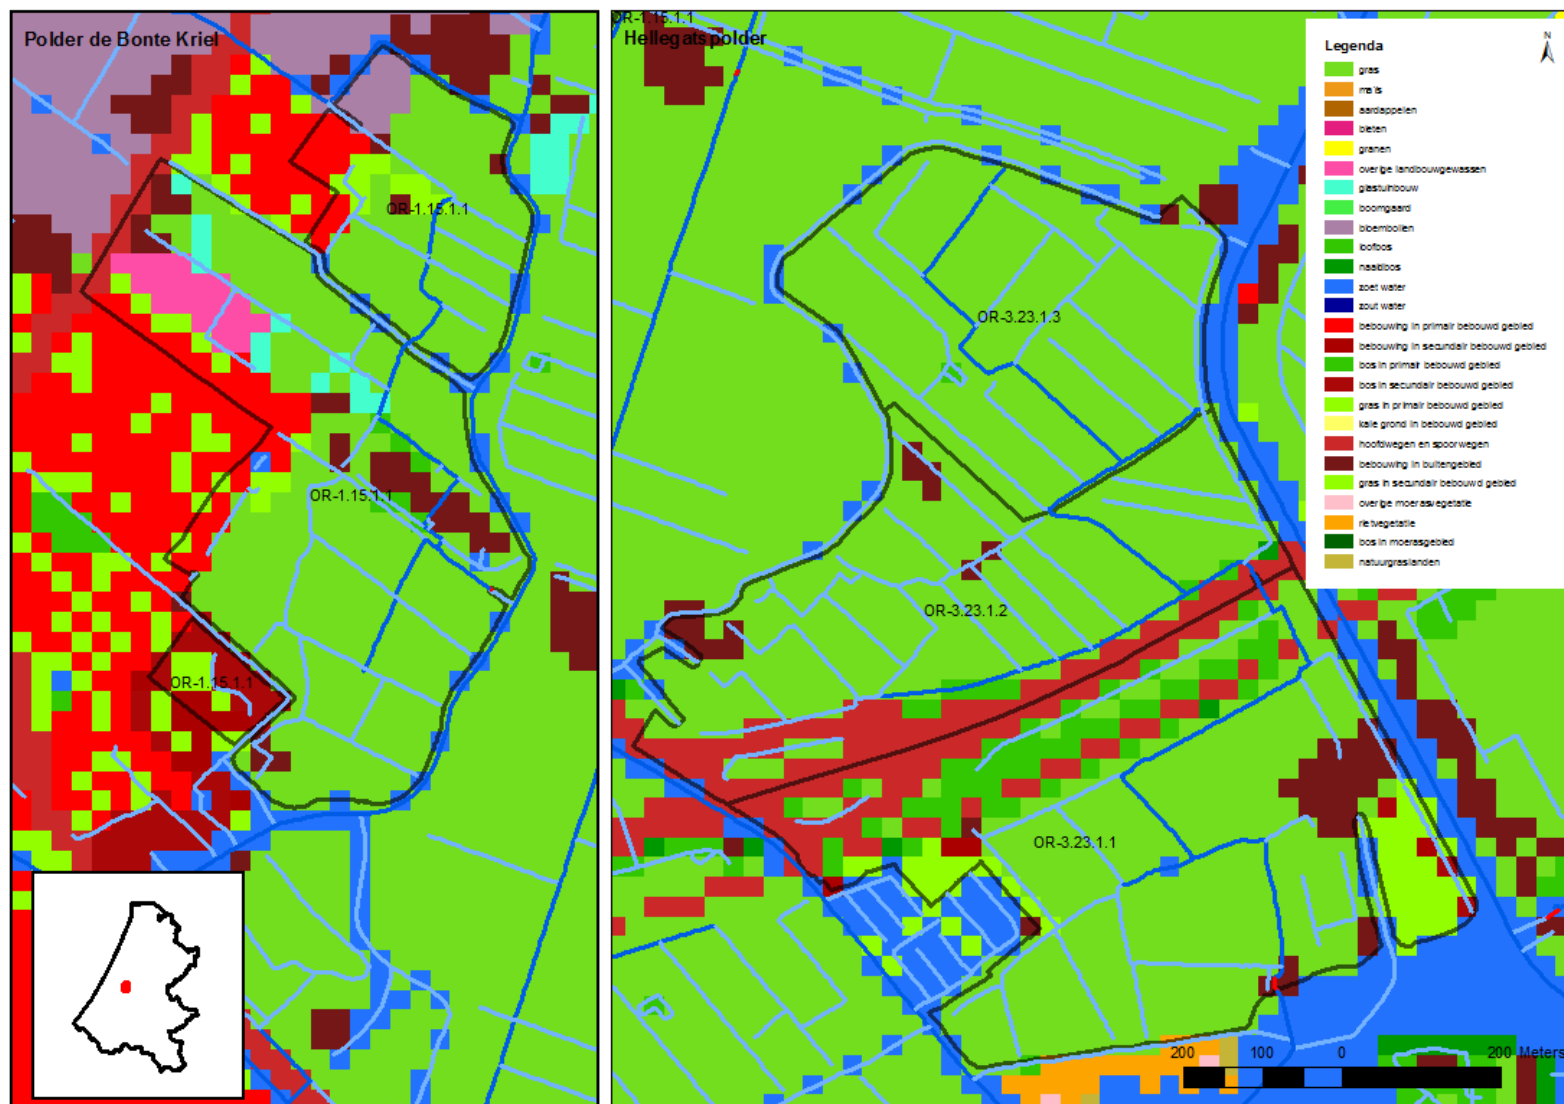 Polder de Bonte Kriel
OR-1.15.1.1
OR-1.15.1.1
OR-1.15.1.1
OR-1.15.1.1
Hellegatspolder
OR-3.23.1.3
OR-3.23.1.2
OR-3.23.1.1
Legenda
N
gras
maïs
aardappelen
bieten
granen
overige landbouwgewassen
glastuinbouw
boomgaard
bloembollen
loofbos
naaldbos
zoet water
zout water
bebouwing in primair bebouwd gebied
bebouwing in secundair bebouwd gebied
bos in primair bebouwd gebied
bos in secundair bebouwd gebied
gras in primair bebouwd gebied
kale grond in bebouwd gebied
hoofdwegen en spoorwegen
bebouwing in buitengebied
gras in secundair bebouwd gebied
overige moerasvegetatie
rietvegetatie
bos in moerasgebied
natuurgraslanden
200 100 0 200 Meters